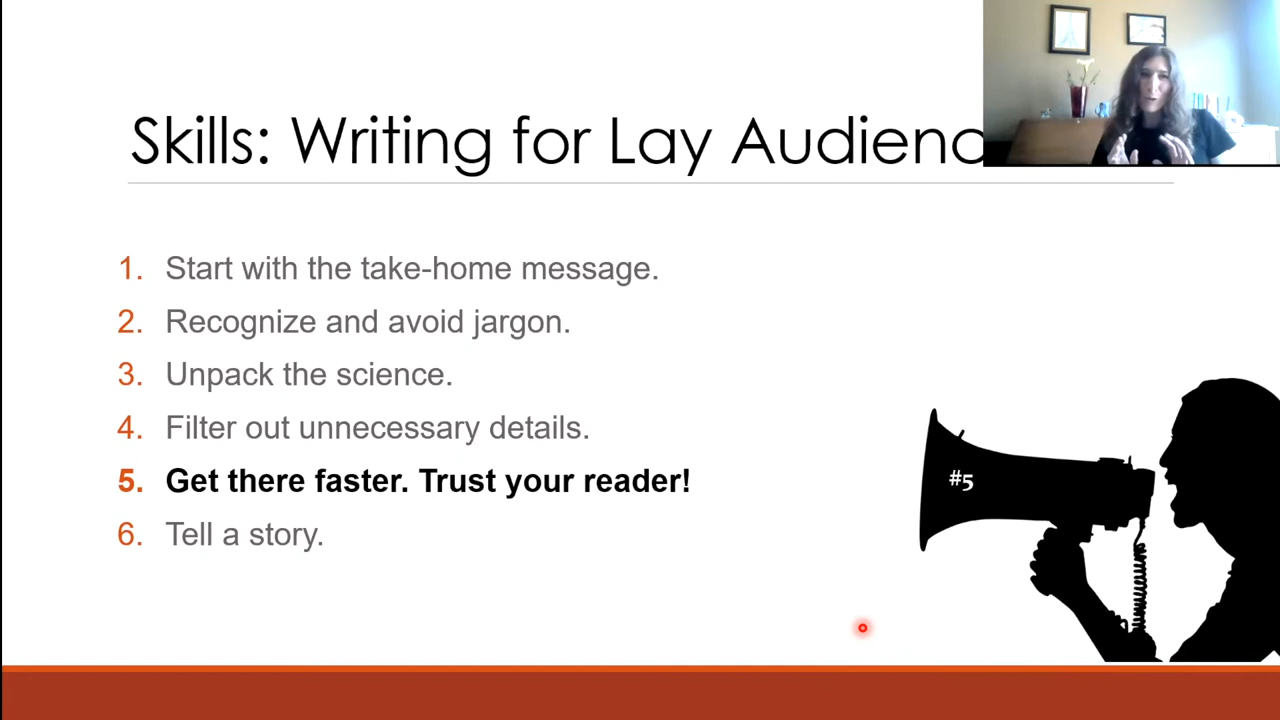 Skills: Writing for Lay Audienc
1. Start with the take-home message.
2. Recognize and avoid jargon.
3. Unpack the science.
4. Filter out unnecessary details.
5. Get there faster. Trust your reader!
#5
6. Tell a story.